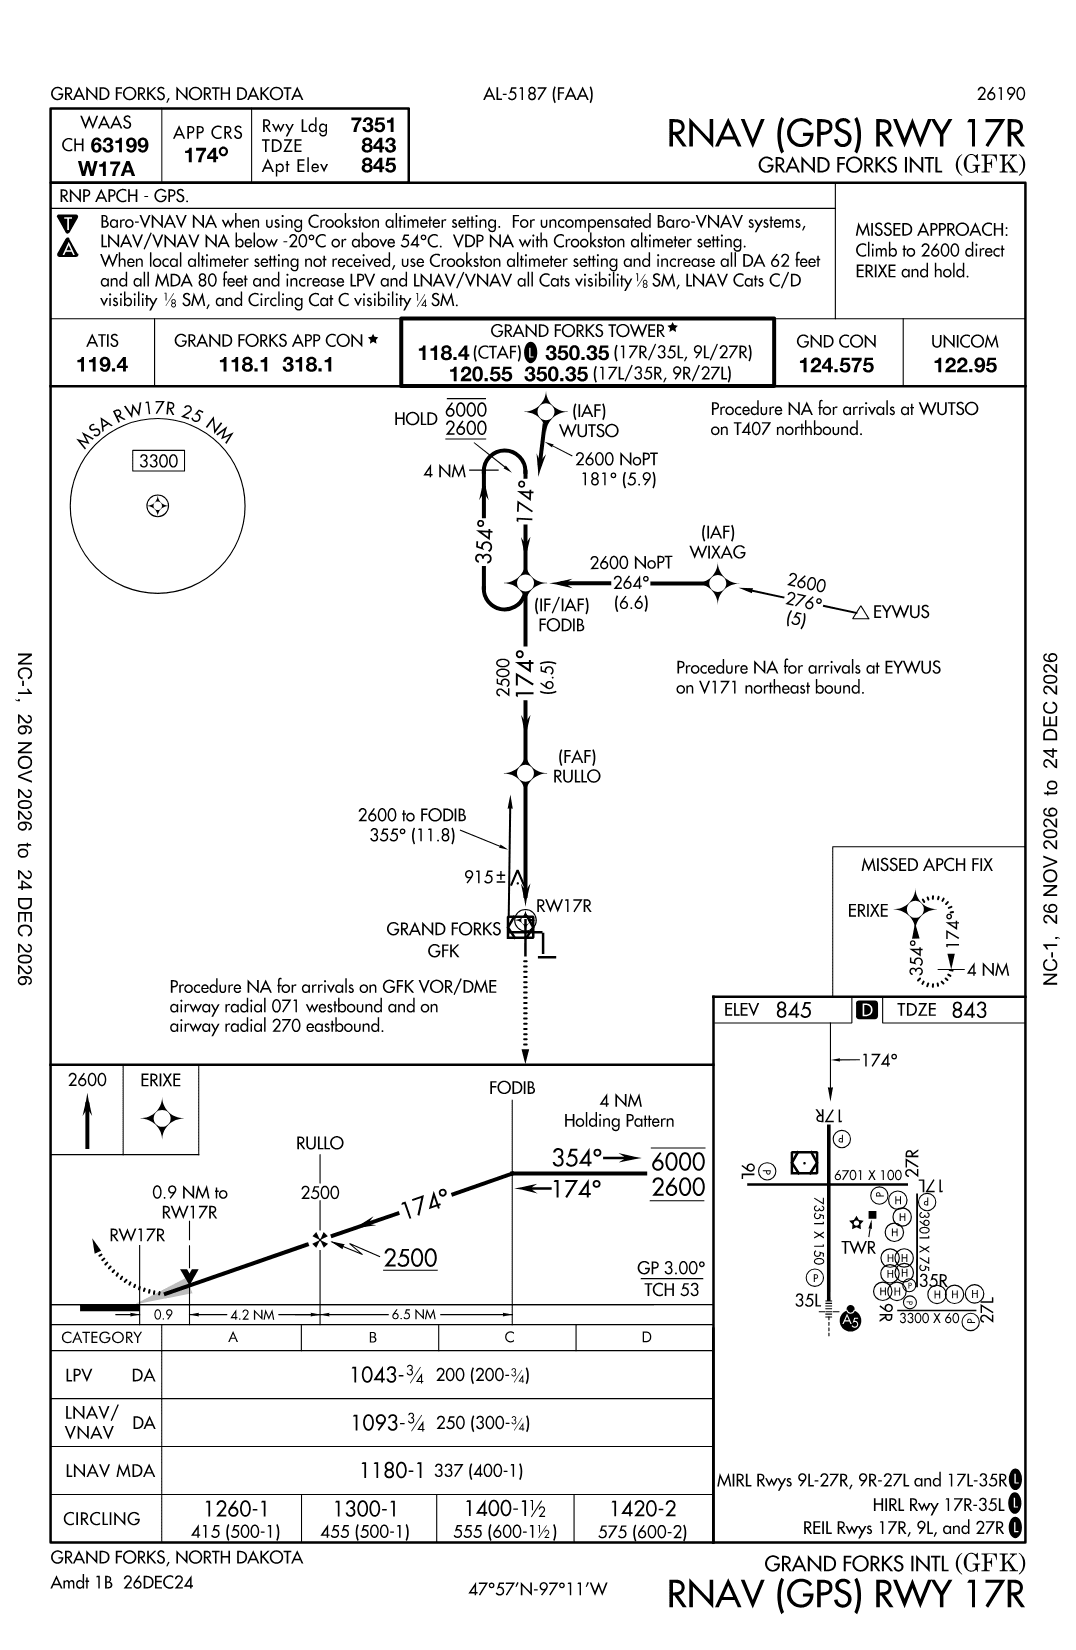 GRAND FORKS, NORTH DAKOTA
AL-5187 (FAA)
26190
WAAS
CH 63199
W17A
APP CRS
174°
Rwy Ldg 7351
TDZE 843
Apt Elev 845
RNAV (GPS) RWY 17R
GRAND FORKS INTL (GFK)
RNP APCH - GPS.
T
A
Baro-VNAV NA when using Crookston altimeter setting. For uncompensated Baro-VNAV systems,
LNAV/VNAV NA below -20°C or above 54°C. VDP NA with Crookston altimeter setting.
When local altimeter setting not received, use Crookston altimeter setting and increase all DA 62 feet
and all MDA 80 feet and increase LPV and LNAV/VNAV all Cats visibility ⅛ SM, LNAV Cats C/D
visibility ⅛ SM, and Circling Cat C visibility ¼ SM.
MISSED APPROACH:
Climb to 2600 direct
ERIXE and hold.
ATIS
119.4
GRAND FORKS APP CON ★
118.1 318.1
GRAND FORKS TOWER ★
118.4 (CTAF) L 350.35 (17R/35L, 9L/27R)
120.55 350.35 (17L/35R, 9R/27L)
GND CON
124.575
UNICOM
122.95
MSA RW17R 25 NM
3300
HOLD 6000
2600
4 NM
(IAF)
WUTSO
2600 NoPT
181° (5.9)
Procedure NA for arrivals at WUTSO
on T407 northbound.
174°
354°
(IF/IAF)
FODIB
2600 NoPT
264°
(6.6)
(IAF)
WIXAG
2600
276°
(5)
EYWUS
Procedure NA for arrivals at EYWUS
on V171 northeast bound.
2500
174°
(6.5)
(FAF)
RULLO
2600 to FODIB
355° (11.8)
915±
RW17R
GRAND FORKS
GFK
Procedure NA for arrivals on GFK VOR/DME
airway radial 071 westbound and on
airway radial 270 eastbound.
MISSED APCH FIX
ERIXE
354°
174°
4 NM
NC-1, 26 NOV 2026 to 24 DEC 2026
NC-1, 26 NOV 2026 to 24 DEC 2026
ELEV 845
D
TDZE 843
174°
17R
P
9L
P
6701 X 100
27R
17L
P
P
H
H
H
7351 X 150
3901 X 75
TWR
H H
H H
P
P
35R
35L
H H
H H H
P
9R
3300 X 60
P
27L
A5
MIRL Rwys 9L-27R, 9R-27L and 17L-35R L
HIRL Rwy 17R-35L L
REIL Rwys 17R, 9L, and 27R L
2600
ERIXE
FODIB
4 NM
Holding Pattern
RULLO
354°
6000
174°
2600
2500
0.9 NM to
RW17R
RW17R
174°
2500
GP 3.00°
TCH 53
0.9
4.2 NM
6.5 NM
CATEGORY A B C D
LPV DA 1043-¾ 200 (200-¾)
LNAV/
VNAV DA 1093-¾ 250 (300-¾)
LNAV MDA 1180-1 337 (400-1)
CIRCLING
1260-1 1300-1 1400-1½ 1420-2
415 (500-1) 455 (500-1) 555 (600-1½) 575 (600-2)
GRAND FORKS, NORTH DAKOTA
Amdt 1B 26DEC24
47°57'N-97°11'W
GRAND FORKS INTL (GFK)
RNAV (GPS) RWY 17R